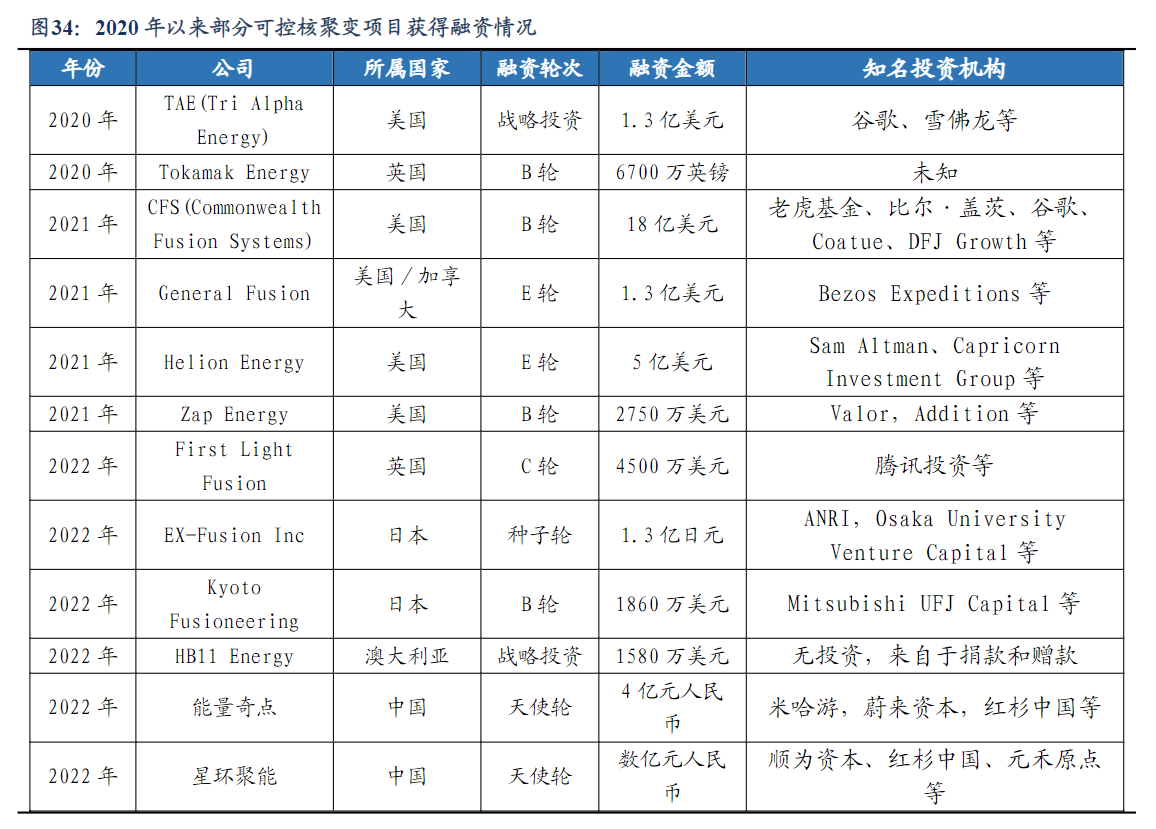 图34：2020 年以来部分可控核聚变项目获得融资情况
年份 公司 所属国家 融资轮次 融资金额 知名投资机构
2020 年 TAE(Tri Alpha Energy) 美国 战略投资 1.3 亿美元 谷歌、雪佛龙等
2020 年 Tokamak Energy 英国 B 轮 6700 万英镑 未知
2021 年 CFS(Commonwealth Fusion Systems) 美国 B 轮 18 亿美元 老虎基金、比尔·盖茨、谷歌、Coatue、DFJ Growth 等
2021 年 General Fusion 美国／加享大 E 轮 1.3 亿美元 Bezos Expeditions 等
2021 年 Helion Energy 美国 E 轮 5 亿美元 Sam Altman、Capricorn Investment Group 等
2021 年 Zap Energy 美国 B 轮 2750 万美元 Valor，Addition 等
2022 年 First Light Fusion 英国 C 轮 4500 万美元 腾讯投资等
2022 年 EX-Fusion Inc 日本 种子轮 1.3 亿日元 ANRI，Osaka University Venture Capital 等
2022 年 Kyoto Fusioneering 日本 B 轮 1860 万美元 Mitsubishi UFJ Capital 等
2022 年 HB11 Energy 澳大利亚 战略投资 1580 万美元 无投资，来自于捐款和赠款
2022 年 能量奇点 中国 天使轮 4 亿元人民币 米哈游，蔚来资本，红杉中国等
2022 年 星环聚能 中国 天使轮 数亿元人民币 顺为资本、红杉中国、元禾原点等